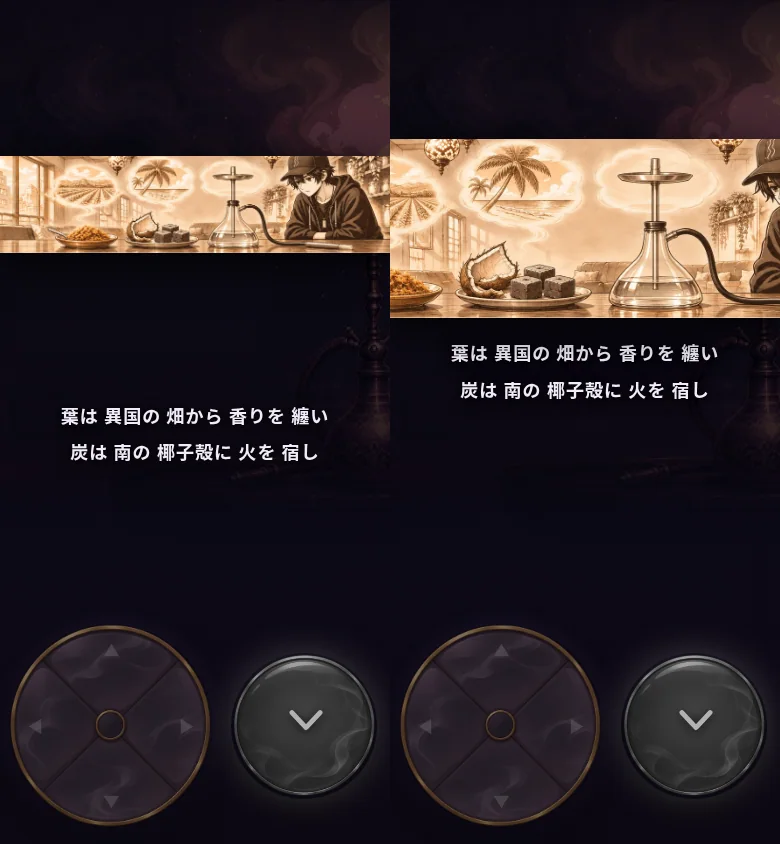 葉は 異国の 畑から 香りを 纏い
炭は 南の 椰子殻に 火を 宿し
葉は 異国の 畑から 香りを 纏い
炭は 南の 椰子殻に 火を 宿し